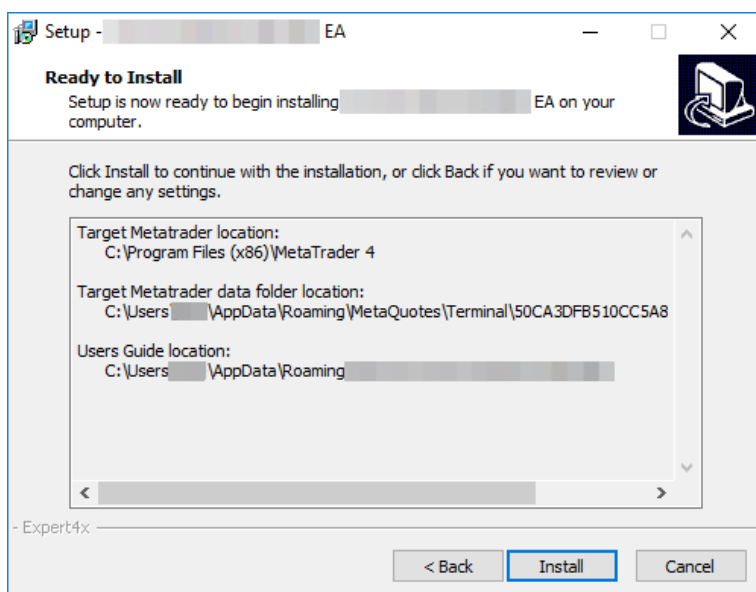 Setup - EA
Ready to Install
Setup is now ready to begin installing EA on your
computer.
Click Install to continue with the installation, or click Back if you want to review or
change any settings.
Target Metatrader location:
C:\Program Files (x86)\MetaTrader 4
Target Metatrader data folder location:
C:\Users \AppData\Roaming\MetaQuotes\Terminal\50CA3DFB510CC5A8
Users Guide location:
C:\Users \AppData\Roaming
- Expert4x
< Back
Install
Cancel